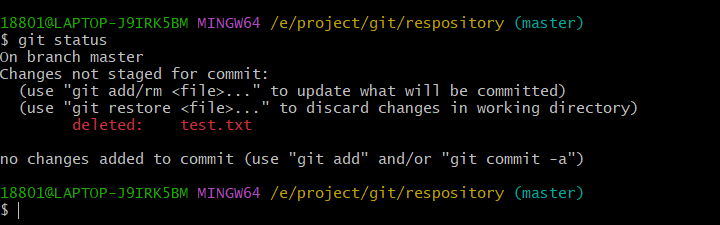 18801@LAPTOP-J9IRK5BM MINGW64 /e/project/git/respository (master)
$ git status
On branch master
Changes not staged for commit:
  (use "git add/rm <file>..." to update what will be committed)
  (use "git restore <file>..." to discard changes in working directory)
        deleted:    test.txt
no changes added to commit (use "git add" and/or "git commit -a")
18801@LAPTOP-J9IRK5BM MINGW64 /e/project/git/respository (master)
$